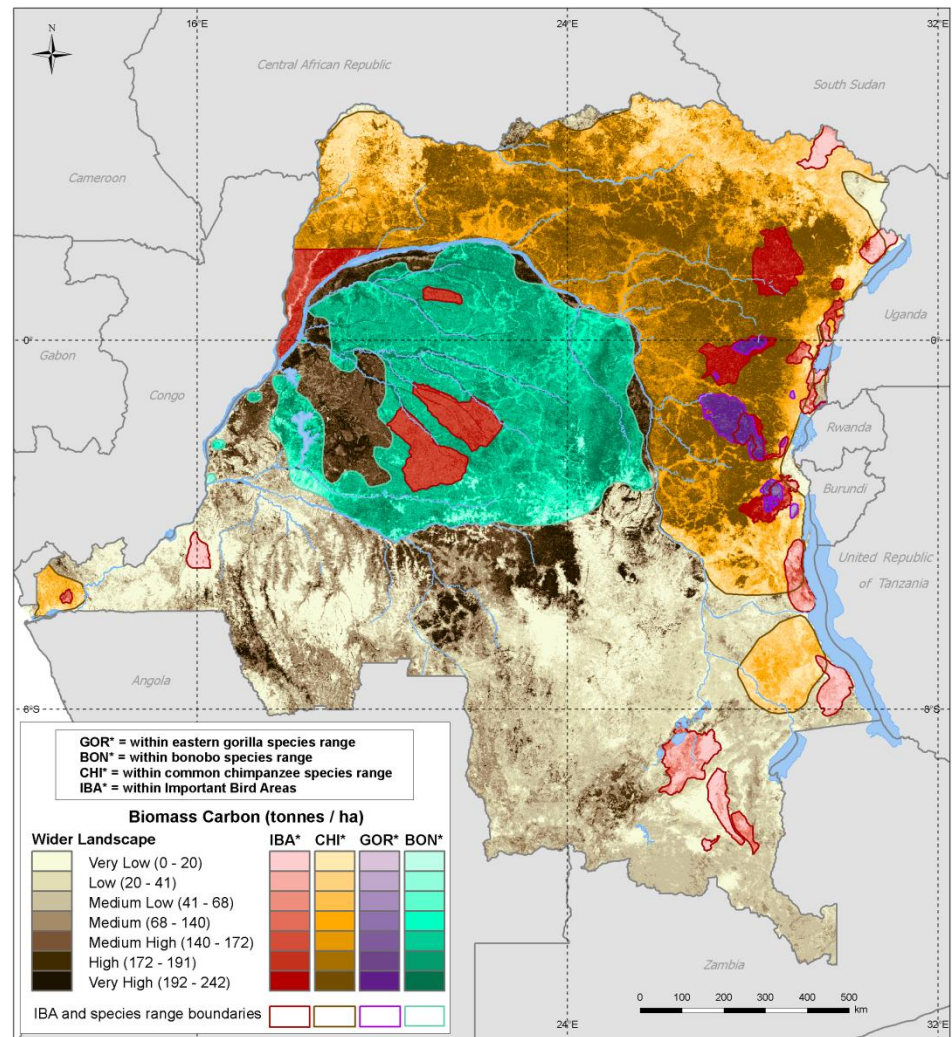 16°E
24°E
32°E
N
Central African Republic
South Sudan
Cameroon
Uganda
0°
0°
Gabon
Congo
Rwanda
Burundi
United Republic
of Tanzania
Angola
8°S
8°S
GOR* = within eastern gorilla species range
BON* = within bonobo species range
CHI* = within common chimpanzee species range
IBA* = within Important Bird Areas
Biomass Carbon (tonnes / ha)
Wider Landscape IBA* CHI* GOR* BON*
Very Low (0 - 20)
Low (20 - 41)
Medium Low (41 - 68)
Medium (68 - 140)
Medium High (140 - 172)
High (172 - 191)
Very High (192 - 242)
IBA and species range boundaries
Zambia
0 100 200 300 400 500
km
24°E
32°E